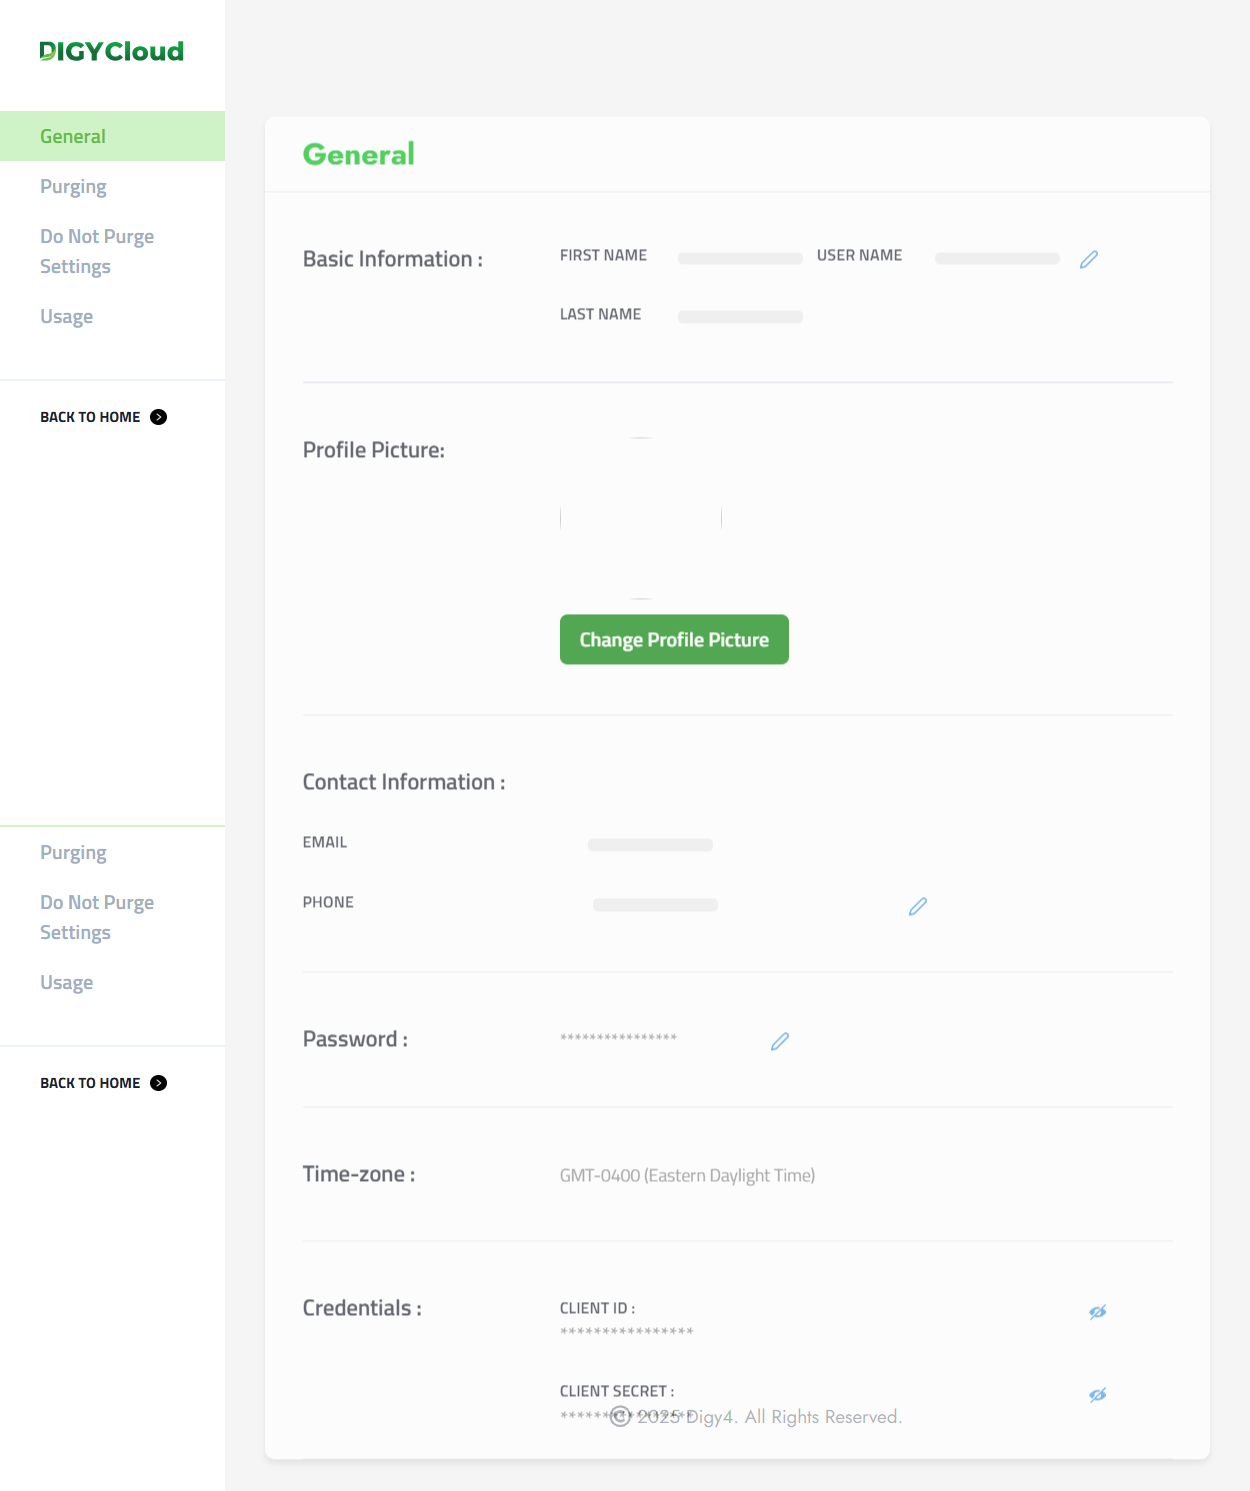 DIGYCloud
General
Purging
Do Not Purge
Settings
Usage
BACK TO HOME
Purging
Do Not Purge
Settings
Usage
BACK TO HOME
General
Basic Information :
FIRST NAME
USER NAME
LAST NAME
Profile Picture:
Change Profile Picture
Contact Information :
EMAIL
PHONE
Password :
****************
Time-zone :
GMT-0400 (Eastern Daylight Time)
Credentials :
CLIENT ID :
****************
CLIENT SECRET :
****************
© 2025 Digy4. All Rights Reserved.